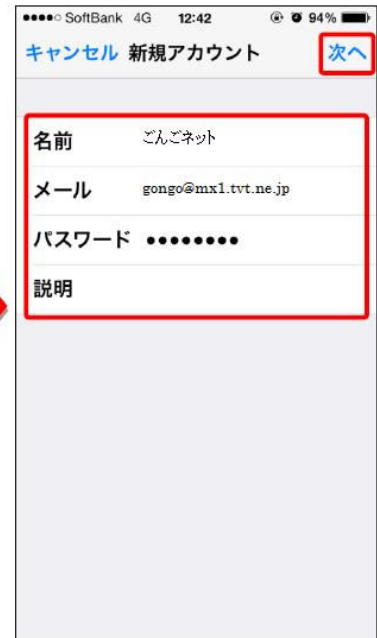 SoftBank 4G 12:42 94%
キャンセル 新規アカウント 次へ
名前 ごんごネット
メール gongo@mx1.tvt.ne.jp
パスワード ●●●●●●●●
説明